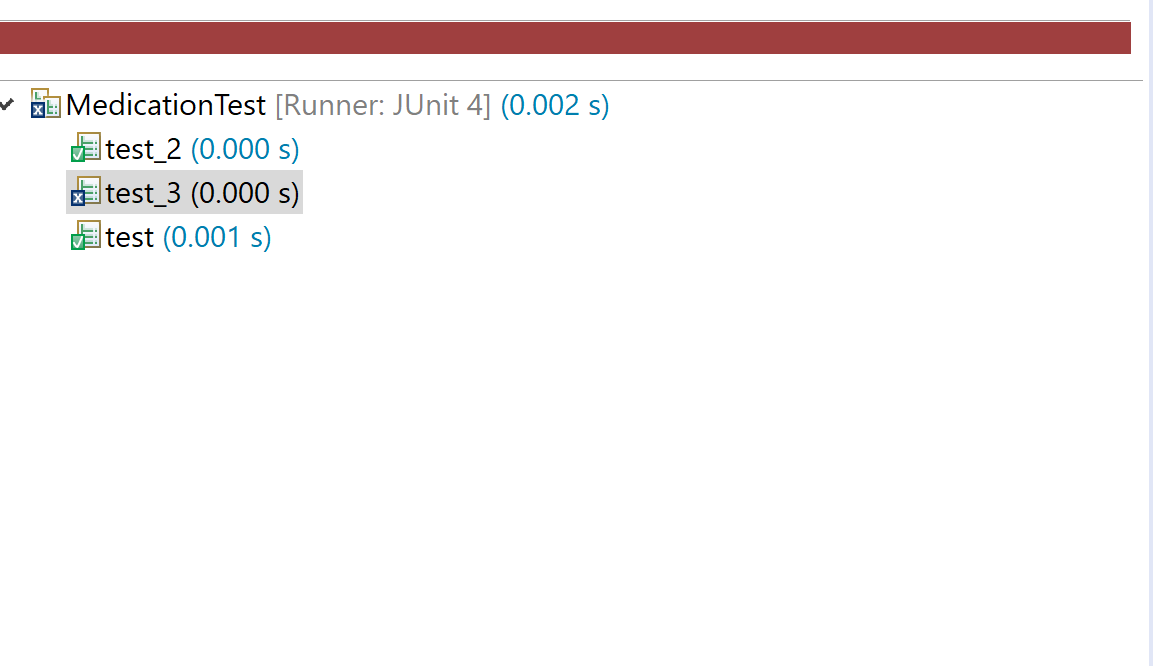 MedicationTest [Runner: JUnit 4] (0.002 s)
test_2 (0.000 s)
test_3 (0.000 s)
test (0.001 s)